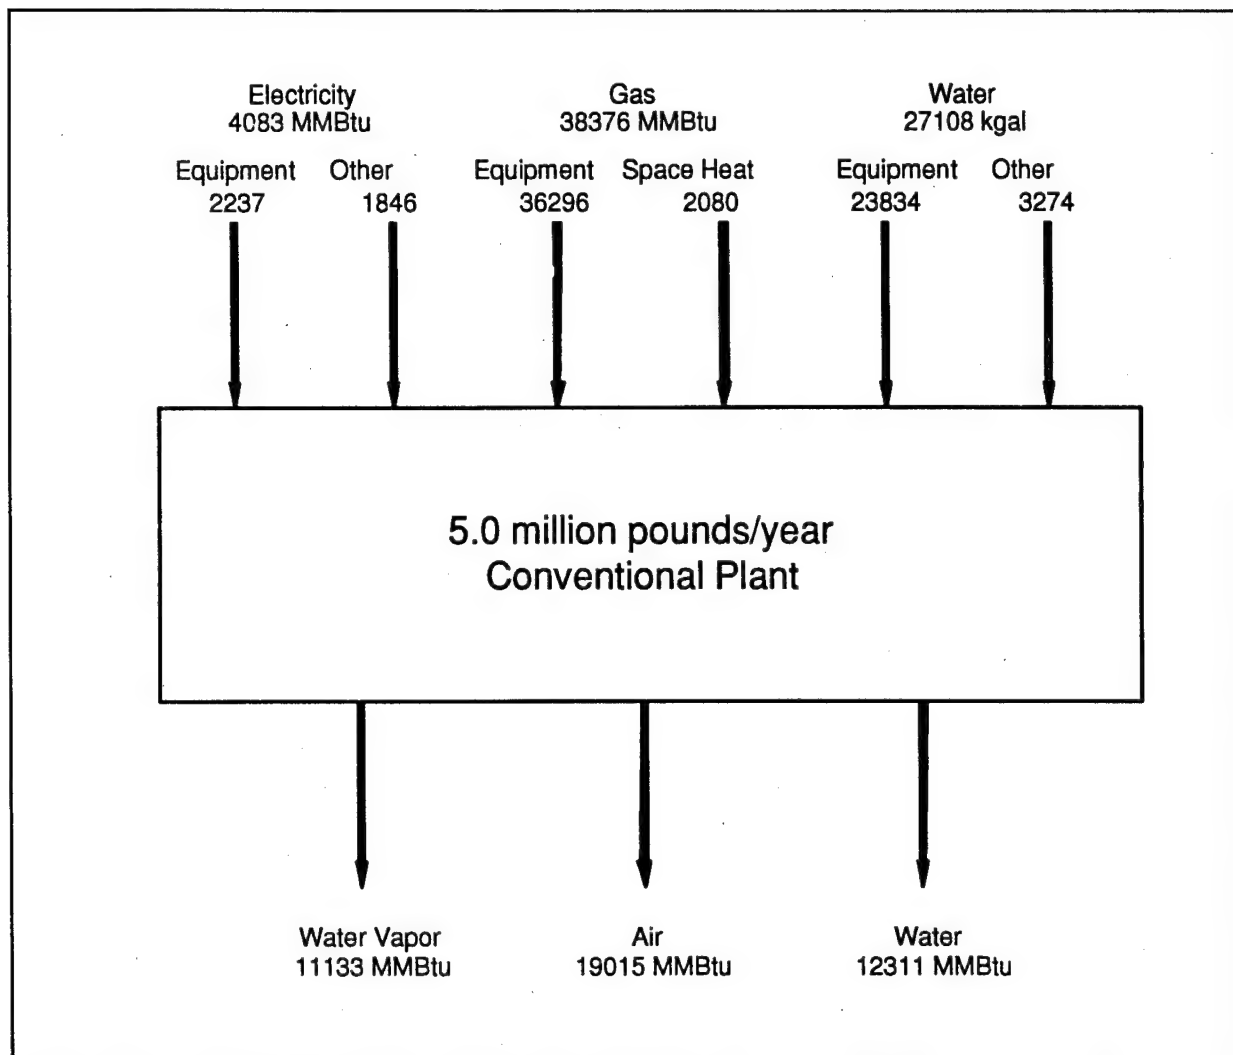 Electricity
4083 MMBtu
Gas
38376 MMBtu
Water
27108 kgal
Equipment
2237
Other
1846
Equipment
36296
Space Heat
2080
Equipment
23834
Other
3274
5.0 million pounds/year
Conventional Plant
Water Vapor
11133 MMBtu
Air
19015 MMBtu
Water
12311 MMBtu